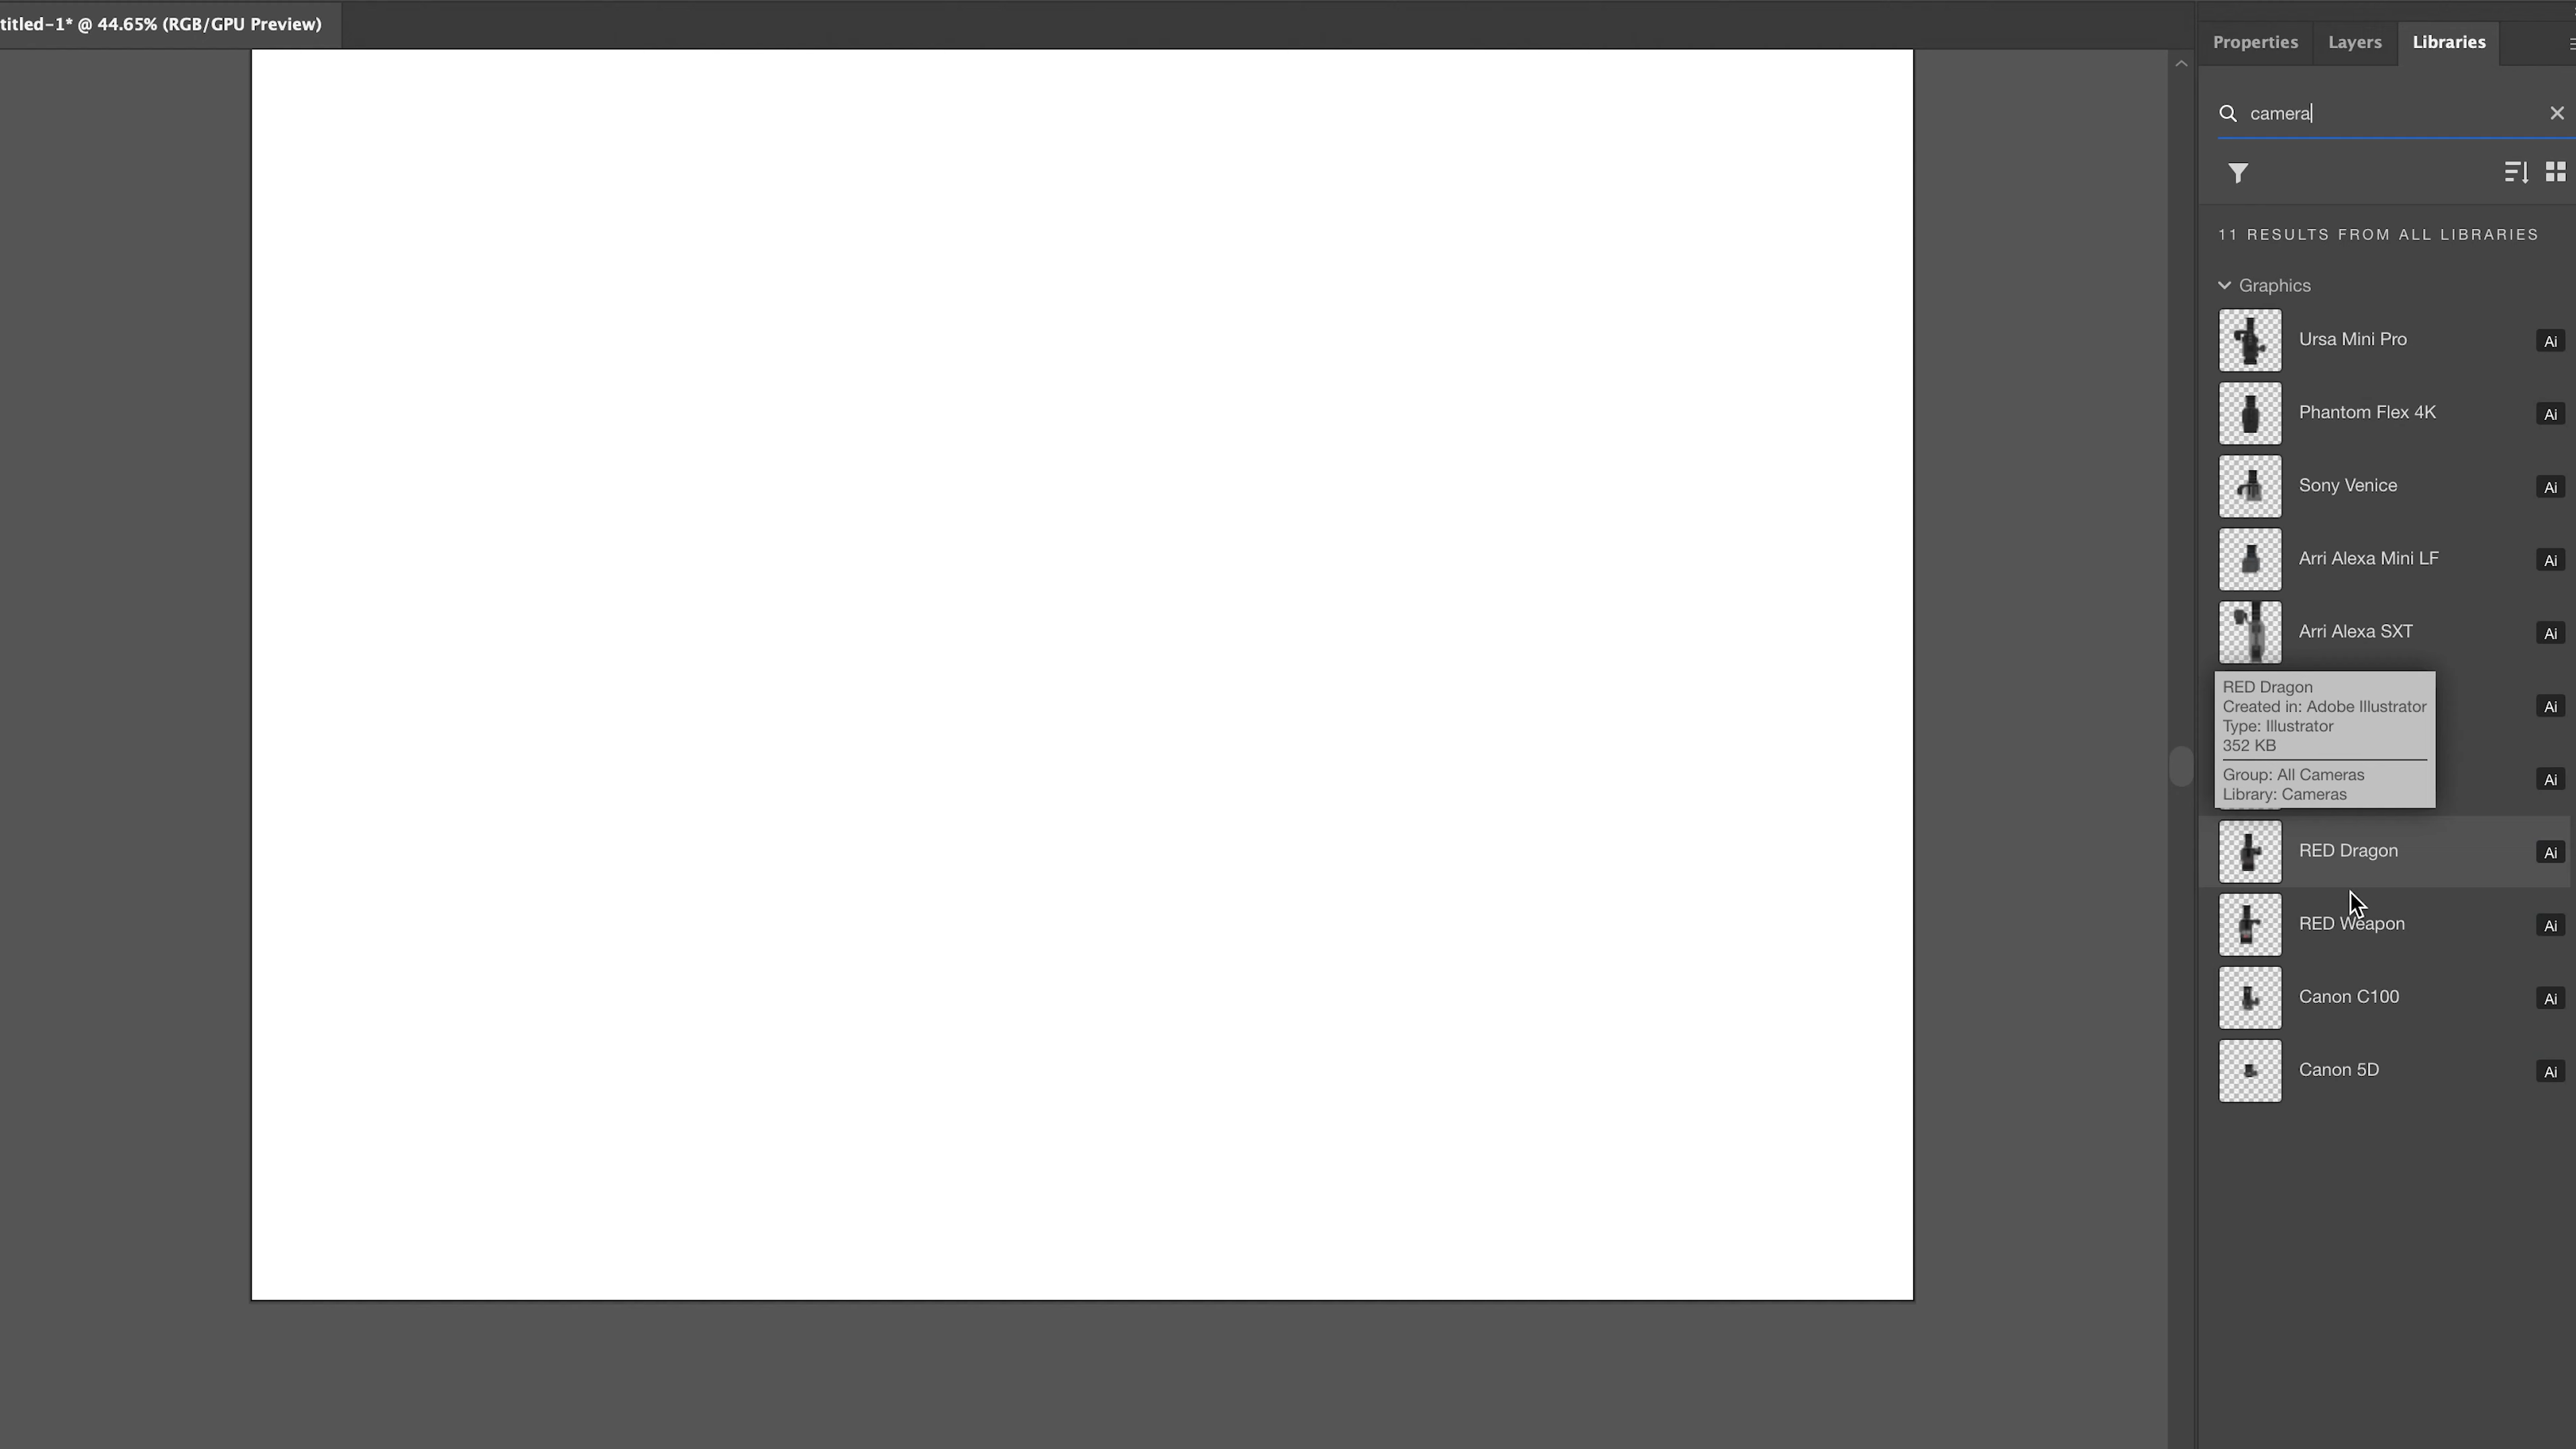 titled-1* @ 44.65% (RGB/GPU Preview)
Properties
Layers
Libraries
camera
11 RESULTS FROM ALL LIBRARIES
Graphics
Ursa Mini Pro
Ai
Phantom Flex 4K
Ai
Sony Venice
Ai
Arri Alexa Mini LF
Ai
Arri Alexa SXT
Ai
RED Dragon
Created in: Adobe Illustrator
Type: Illustrator
352 KB
Group: All Cameras
Library: Cameras
Ai
Ai
RED Dragon
Ai
RED Weapon
Ai
Canon C100
Ai
Canon 5D
Ai